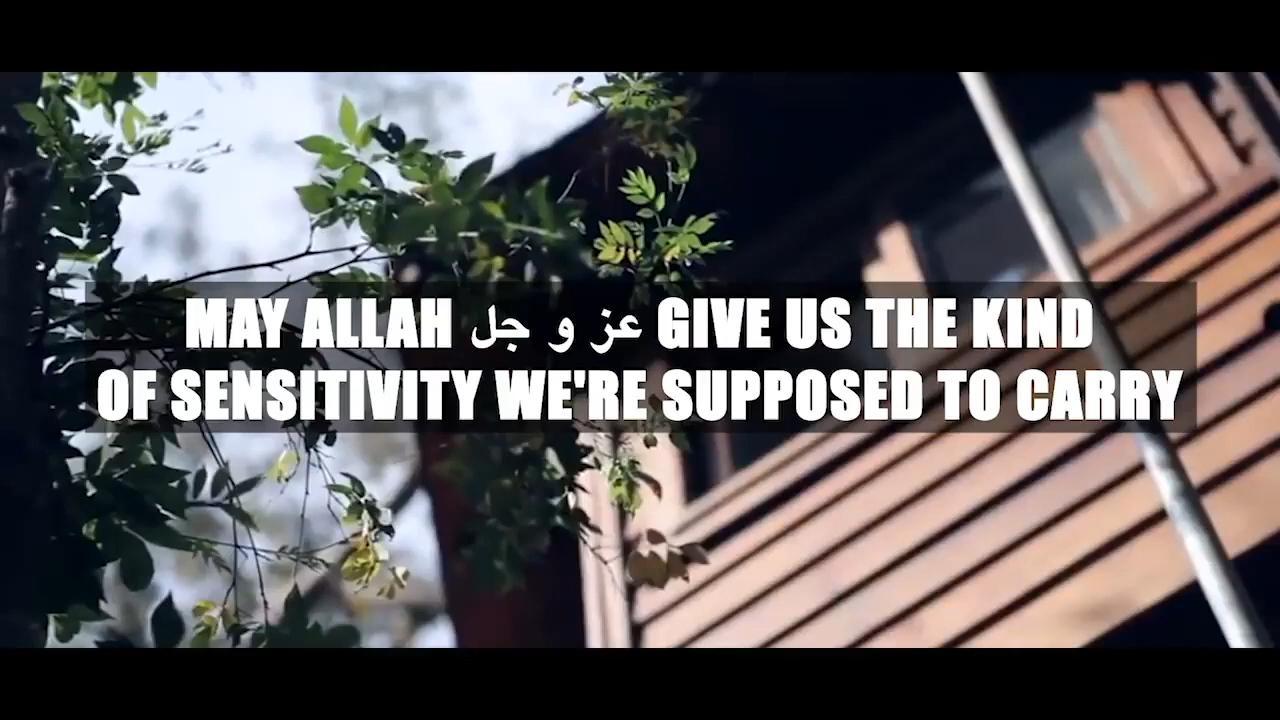 MAY ALLAH عز و جل GIVE US THE KIND
OF SENSITIVITY WE'RE SUPPOSED TO CARRY